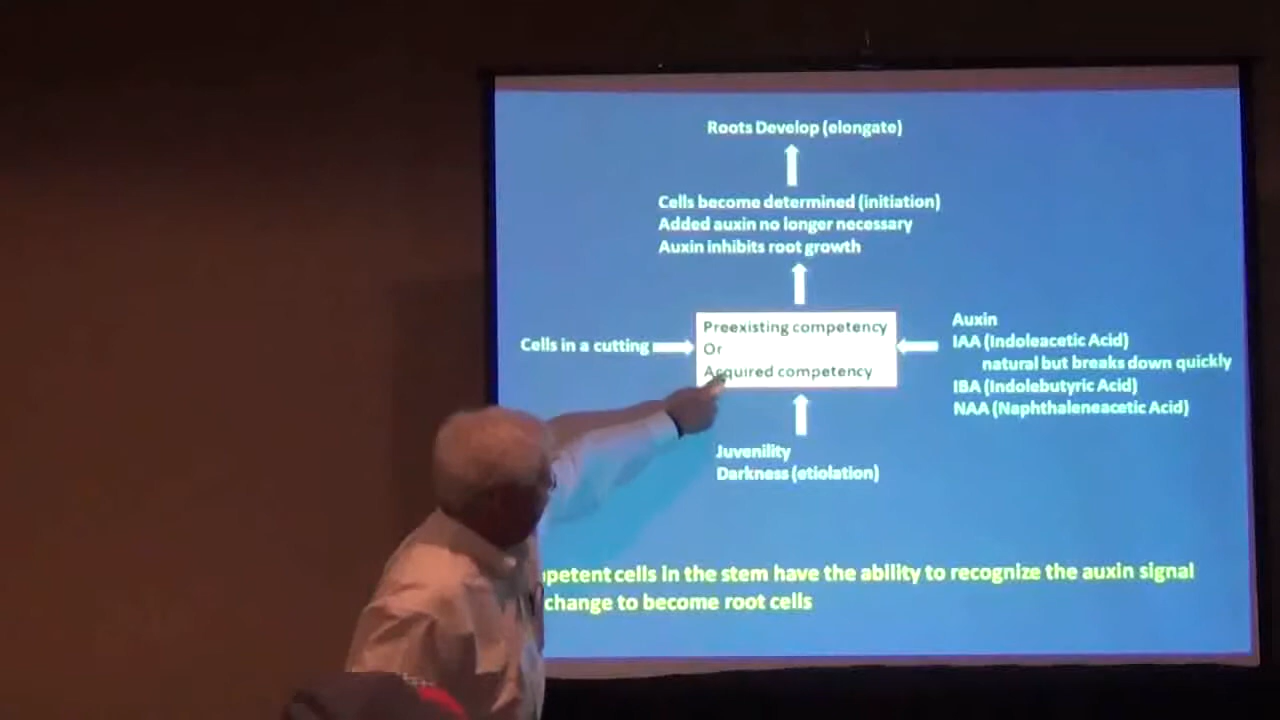 Roots Develop (elongate)
Cells become determined (initiation)
Added auxin no longer necessary
Auxin inhibits root growth
Cells in a cutting
Preexisting competency
Or
Acquired competency
Auxin
IAA (Indoleacetic Acid)
natural but breaks down quickly
IBA (Indolebutyric Acid)
NAA (Naphthaleneacetic Acid)
Juvenility
Darkness (etiolation)
cells in the stem have the ability to recognize the auxin signal
change to become root cells